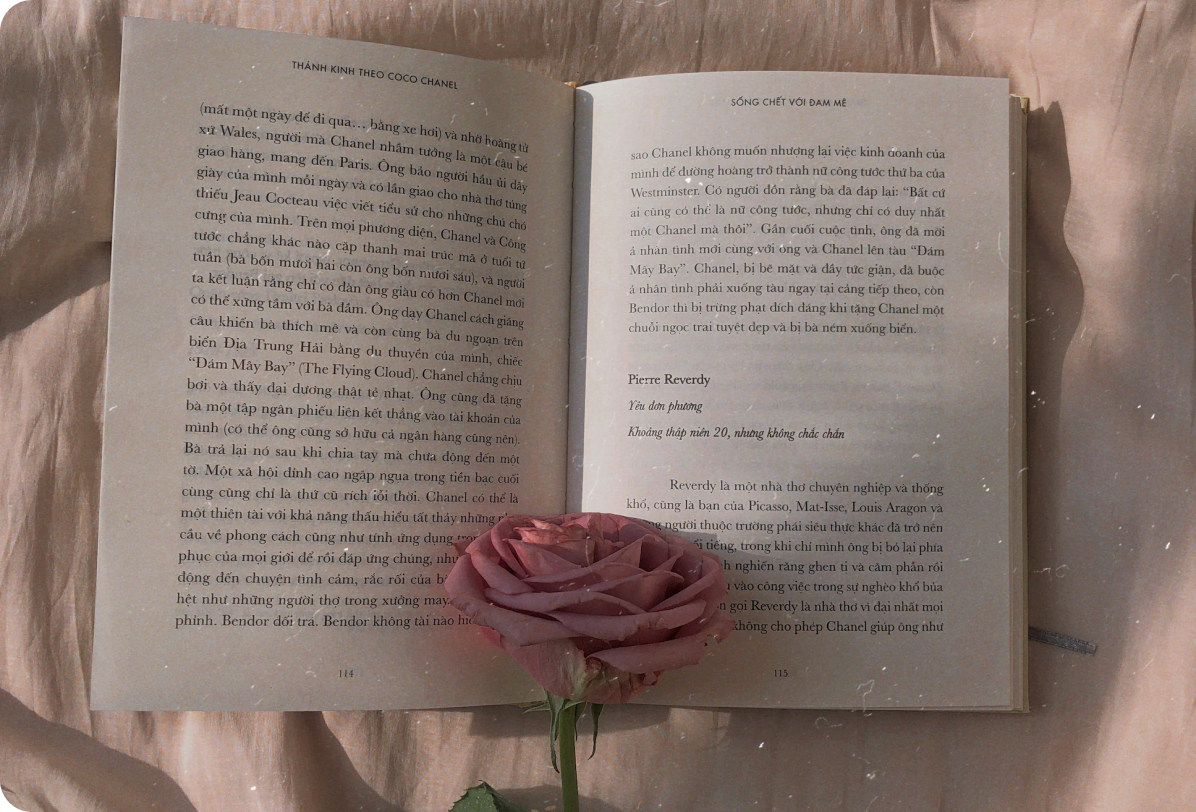 THÁNH KINH THEO COCO CHANEL
(mất một ngày để đi qua… bằng xe hơi) và nhờ hoàng tử
xứ Wales, người mà Chanel nhầm tưởng là một cậu bé
giao hàng, mang đến Paris. Ông bảo người hầu ủi dây
giày của mình mỗi ngày và có lần giao cho nhà thơ túng
thiếu Jeau Cocteau việc viết tiểu sử cho những chú chó
cưng của mình. Trên mọi phương diện, Chanel và Công
tước chẳng khác nào cặp thanh mai trúc mã ở tuổi tứ
tuần (bà bốn mươi hai còn ông bốn mươi sáu), và người
ta kết luận rằng chỉ có đàn ông giàu có hơn Chanel mới
có thể xứng tầm với bà đầm. Ông dạy Chanel cách giăng
câu khiến bà thích mê và còn cùng bà du ngoạn trên
biển Địa Trung Hải bằng du thuyền của mình, chiếc
“Đám Mây Bay” (The Flying Cloud). Chanel chẳng chịu
bơi và thấy đại dương thật tẻ nhạt. Ông cũng đã tặng
bà một tập ngân phiếu liên kết thẳng vào tài khoản của
mình (có thể ông cũng sở hữu cả ngân hàng cũng nên).
Bà trả lại nó sau khi chia tay mà chưa động đến một
tờ. Một xã hội đỉnh cao ngập ngụa trong tiền bạc cuối
cùng cũng chỉ là thứ cũ rích lỗi thời. Chanel có thể là
một thiên tài với khả năng thấu hiểu tất thảy những
cầu về phong cách cũng như tính ứng dụng
phục của mọi giới để rồi đáp ứng chúng,
động đến chuyện tình cảm, rắc rối của
hệt như những người thợ trong xưởng may
phỉnh. Bendor dối tra. Bendor không tài nào
114
SỐNG CHẾT VỚI ĐAM MÊ
sao Chanel không muốn nhượng lại việc kinh doanh của
mình để đường hoàng trở thành nữ công tước thứ ba của
Westminster. Có người đồn rằng bà đã đáp lại: “Bất cứ
ai cũng có thể là nữ công tước, nhưng chỉ có duy nhất
một Chanel mà thôi”. Gần cuối cuộc tình, ông đã mời
ả nhân tình mới cùng với ông và Chanel lên tàu “Đám
Mây Bay”. Chanel, bị bẽ mặt và đầy tức giận, đã buộc
ả nhân tình phải xuống tàu ngay tại cảng tiếp theo, còn
Bendor thì bị trừng phạt đích đáng khi tặng Chanel một
chuỗi ngọc trai tuyệt đẹp và bị bà ném xuống biển.
Pierre Reverdy
Yêu đơn phương
Khoảng thập niên 20, nhưng không chắc chắn
Reverdy là một nhà thơ chuyên nghiệp và thống
khổ, cũng là bạn của Picasso, Mat-Isse, Louis Aragon và
người thuộc trường phái siêu thực khác đã trở nên
tiếng, trong khi chỉ mình ông bị bỏ lại phía
nghiến răng ghen tị và căm phẫn rồi
vào công việc trong sự nghèo khổ bủa
gọi Reverdy là nhà thơ vĩ đại nhất mọi
không cho phép Chanel giúp ông như
115